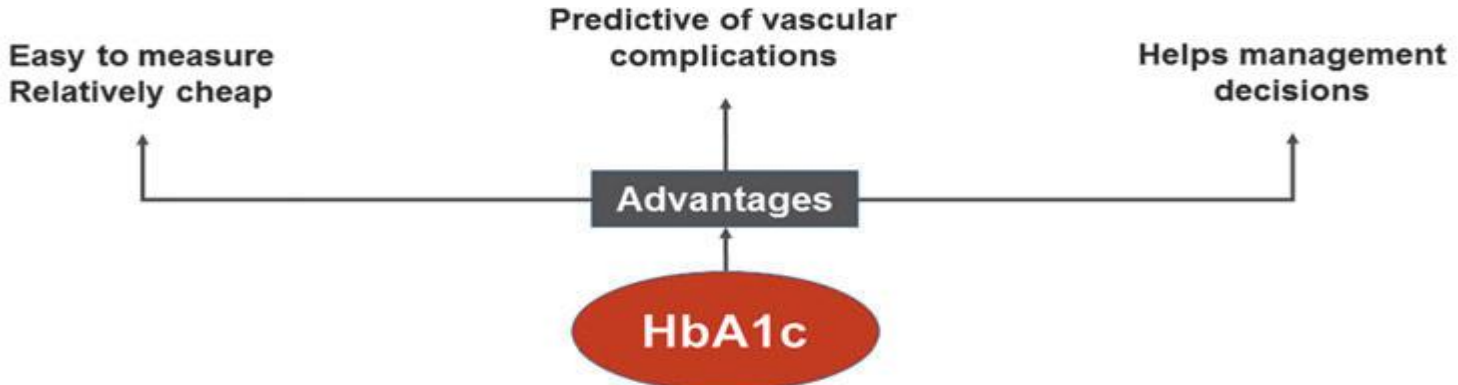 Easy to measure
Relatively cheap
Predictive of vascular
complications
Helps management
decisions
Advantages
HbA1c